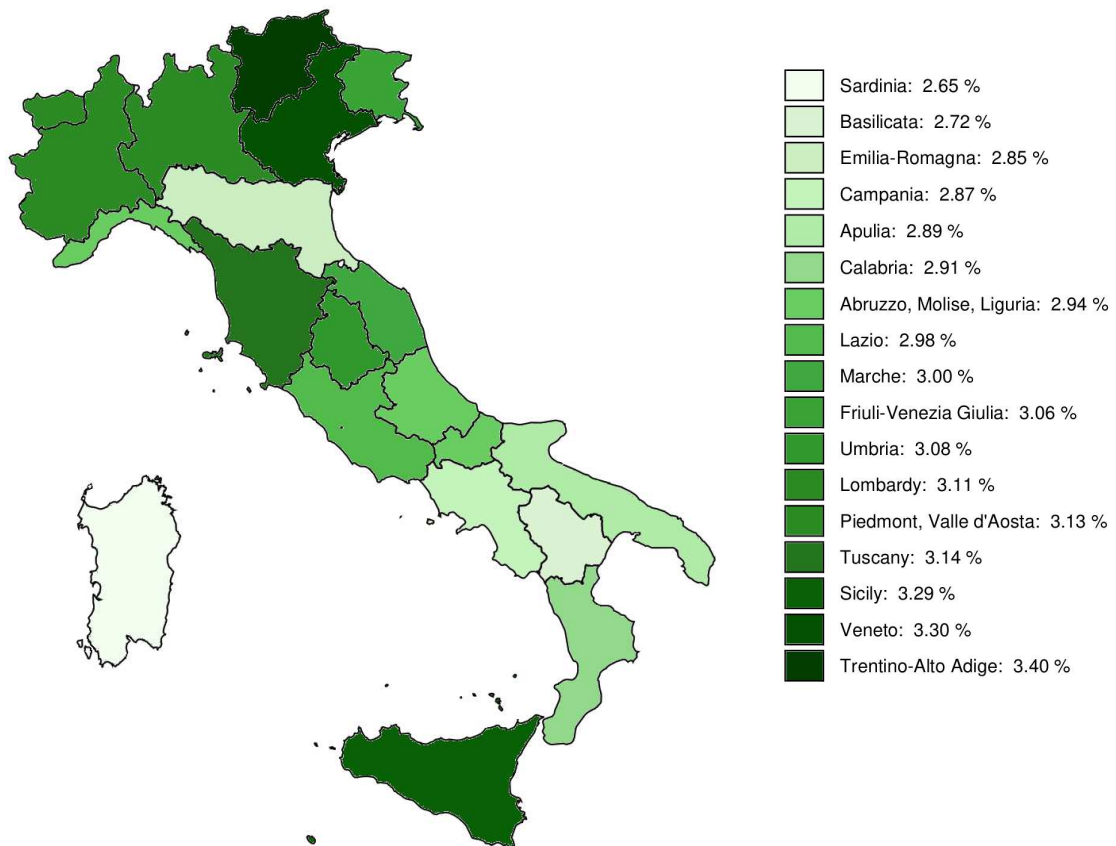 Sardinia: 2.65 %
Basilicata: 2.72 %
Emilia-Romagna: 2.85 %
Campania: 2.87 %
Apulia: 2.89 %
Calabria: 2.91 %
Abruzzo, Molise, Liguria: 2.94 %
Lazio: 2.98 %
Marche: 3.00 %
Friuli-Venezia Giulia: 3.06 %
Umbria: 3.08 %
Lombardy: 3.11 %
Piedmont, Valle d'Aosta: 3.13 %
Tuscany: 3.14 %
Sicily: 3.29 %
Veneto: 3.30 %
Trentino-Alto Adige: 3.40 %